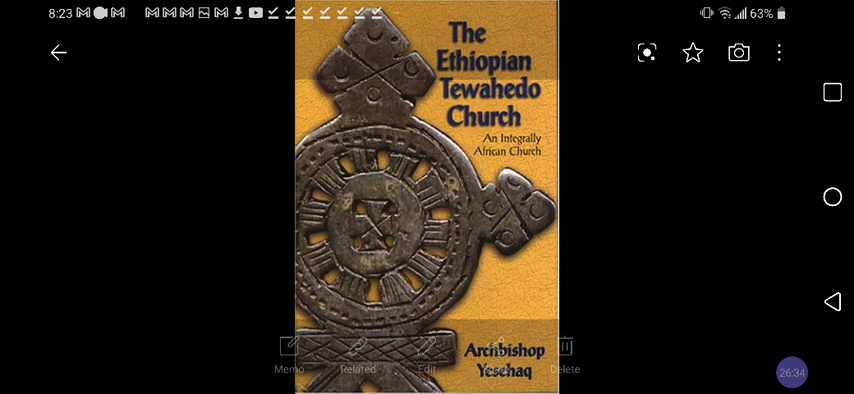 8:23
63%
The
Ethiopian
Tewahedo
Church
An Integrally
African Church
Archbishop
Yesehaq
Memo
Related
Edit
Share
Delete
26:34